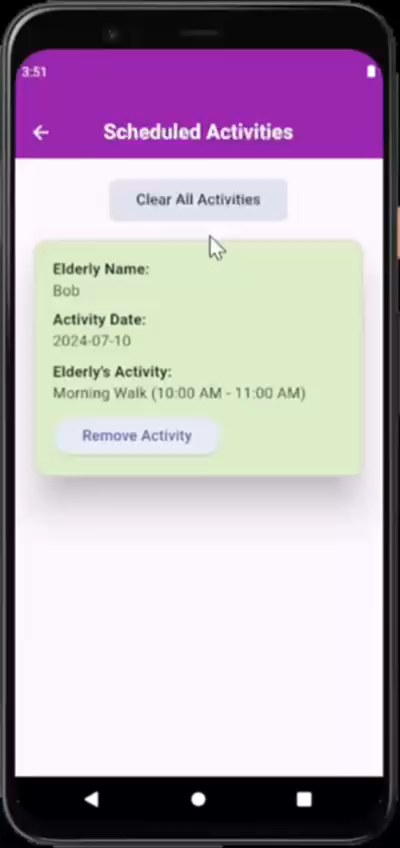 3:51
Scheduled Activities
Clear All Activities
Elderly Name:
Bob
Activity Date:
2024-07-10
Elderly's Activity:
Morning Walk (10:00 AM - 11:00 AM)
Remove Activity